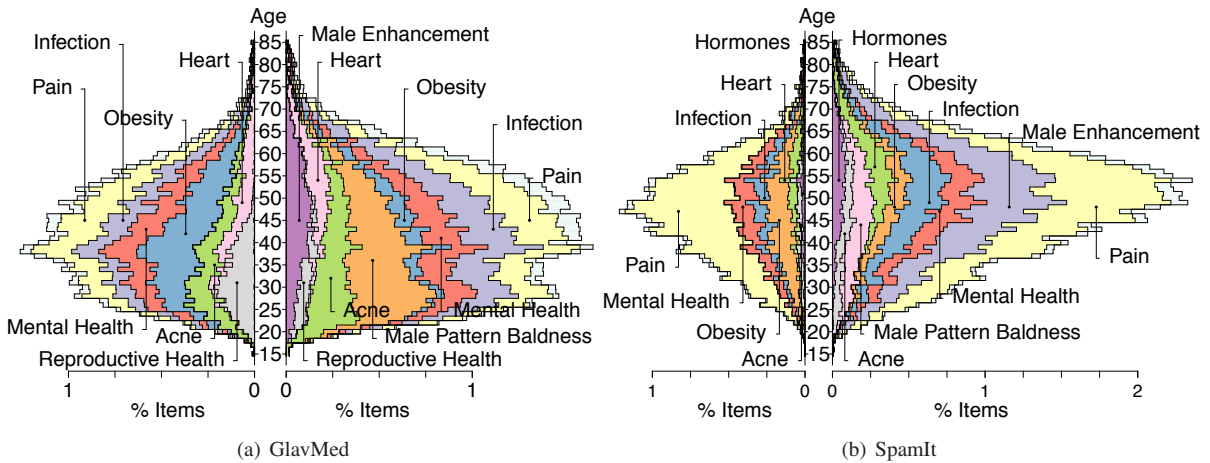 Age
Male Enhancement
Infection
Heart
Heart
Pain
Obesity
Obesity
Infection
Pain
85
80
75
70
65
60
55
50
45
40
35
30
25
20
15
Mental Health
Acne
Reproductive Health
Mental Health
Acne
Male Pattern Baldness
Reproductive Health
1 0 0 1
% Items % Items
(a) GlavMed
Age
Hormones
Hormones
Heart
Heart
Obesity
Infection
Infection
Male Enhancement
85
80
75
70
65
60
55
50
45
40
35
30
25
20
15
Pain
Pain
Mental Health
Mental Health
Obesity
Male Pattern Baldness
Acne
Acne
1 0 0 1 2
% Items % Items
(b) SpamIt